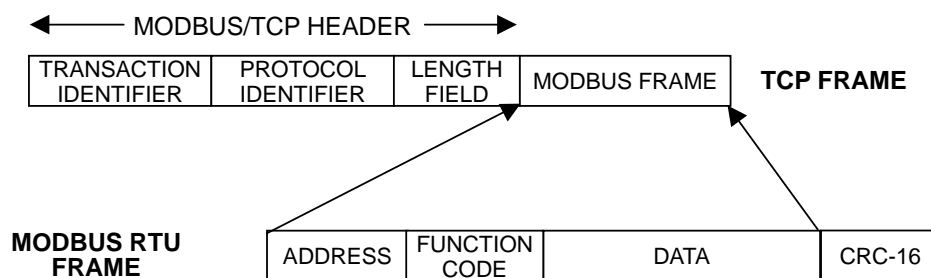 MODBUS/TCP HEADER
TRANSACTION IDENTIFIER
PROTOCOL IDENTIFIER
LENGTH FIELD
MODBUS FRAME
TCP FRAME
MODBUS RTU FRAME
ADDRESS
FUNCTION CODE
DATA
CRC-16